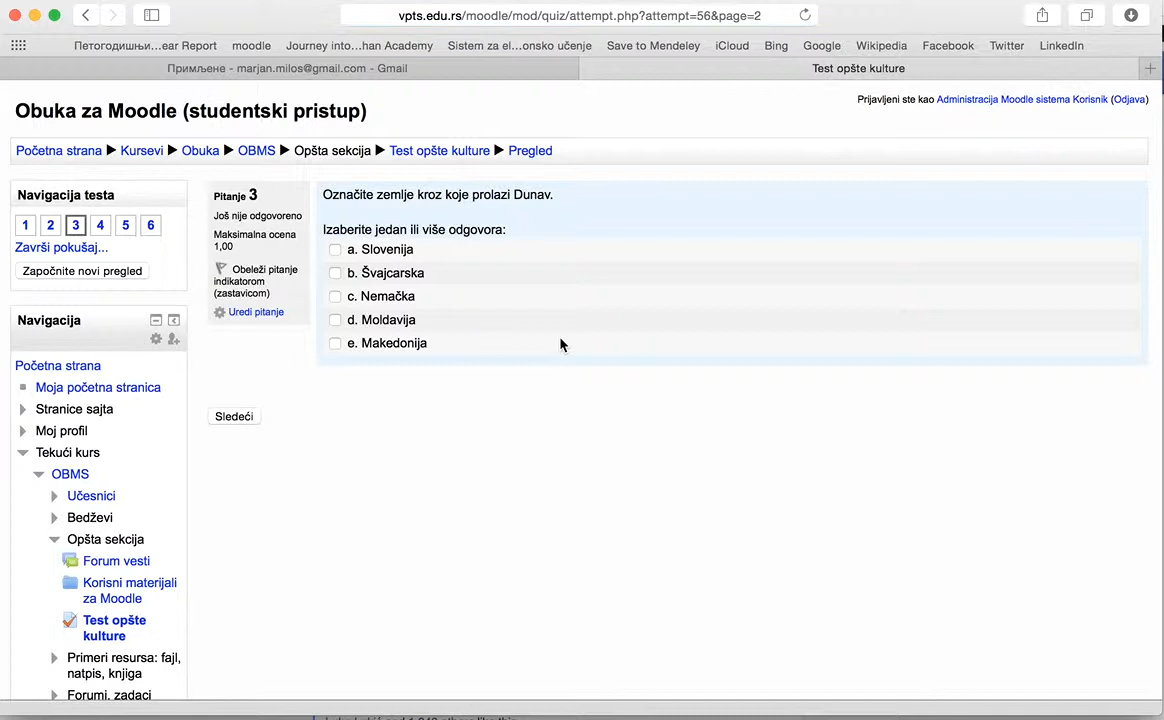 vpts.edu.rs/moodle/mod/quiz/attempt.php?attempt=56&page=2
Петогодишњи...ear Report moodle Journey into...han Academy Sistem za el...onsko učenje Save to Mendeley iCloud Bing Google Wikipedia Facebook Twitter LinkedIn
Примљене - marjan.milos@gmail.com - Gmail
Test opšte kulture
Obuka za Moodle (studentski pristup)
Prijavljeni ste kao Administracija Moodle sistema Korisnik (Odjava)
Početna strana ▶ Kursevi ▶ Obuka ▶ OBMS ▶ Opšta sekcija ▶ Test opšte kulture ▶ Pregled
Navigacija testa
1 2 3 4 5 6
Završi pokušaj...
Započnite novi pregled
Pitanje 3
Još nije odgovoreno
Maksimalna ocena
1,00
Obeleži pitanje
indikatorom
(zastavicom)
Uredi pitanje
Označite zemlje kroz koje prolazi Dunav.
Izaberite jedan ili više odgovora:
a. Slovenija
b. Švajcarska
c. Nemačka
d. Moldavija
e. Makedonija
Sledeći
Navigacija
Početna strana
Moja početna stranica
Stranice sajta
Moj profil
Tekući kurs
OBMS
Učesnici
Bedževi
Opšta sekcija
Forum vesti
Korisni materijali
za Moodle
Test opšte
kulture
Primeri resursa: fajl,
natpis, knjiga
Forumi, zadaci